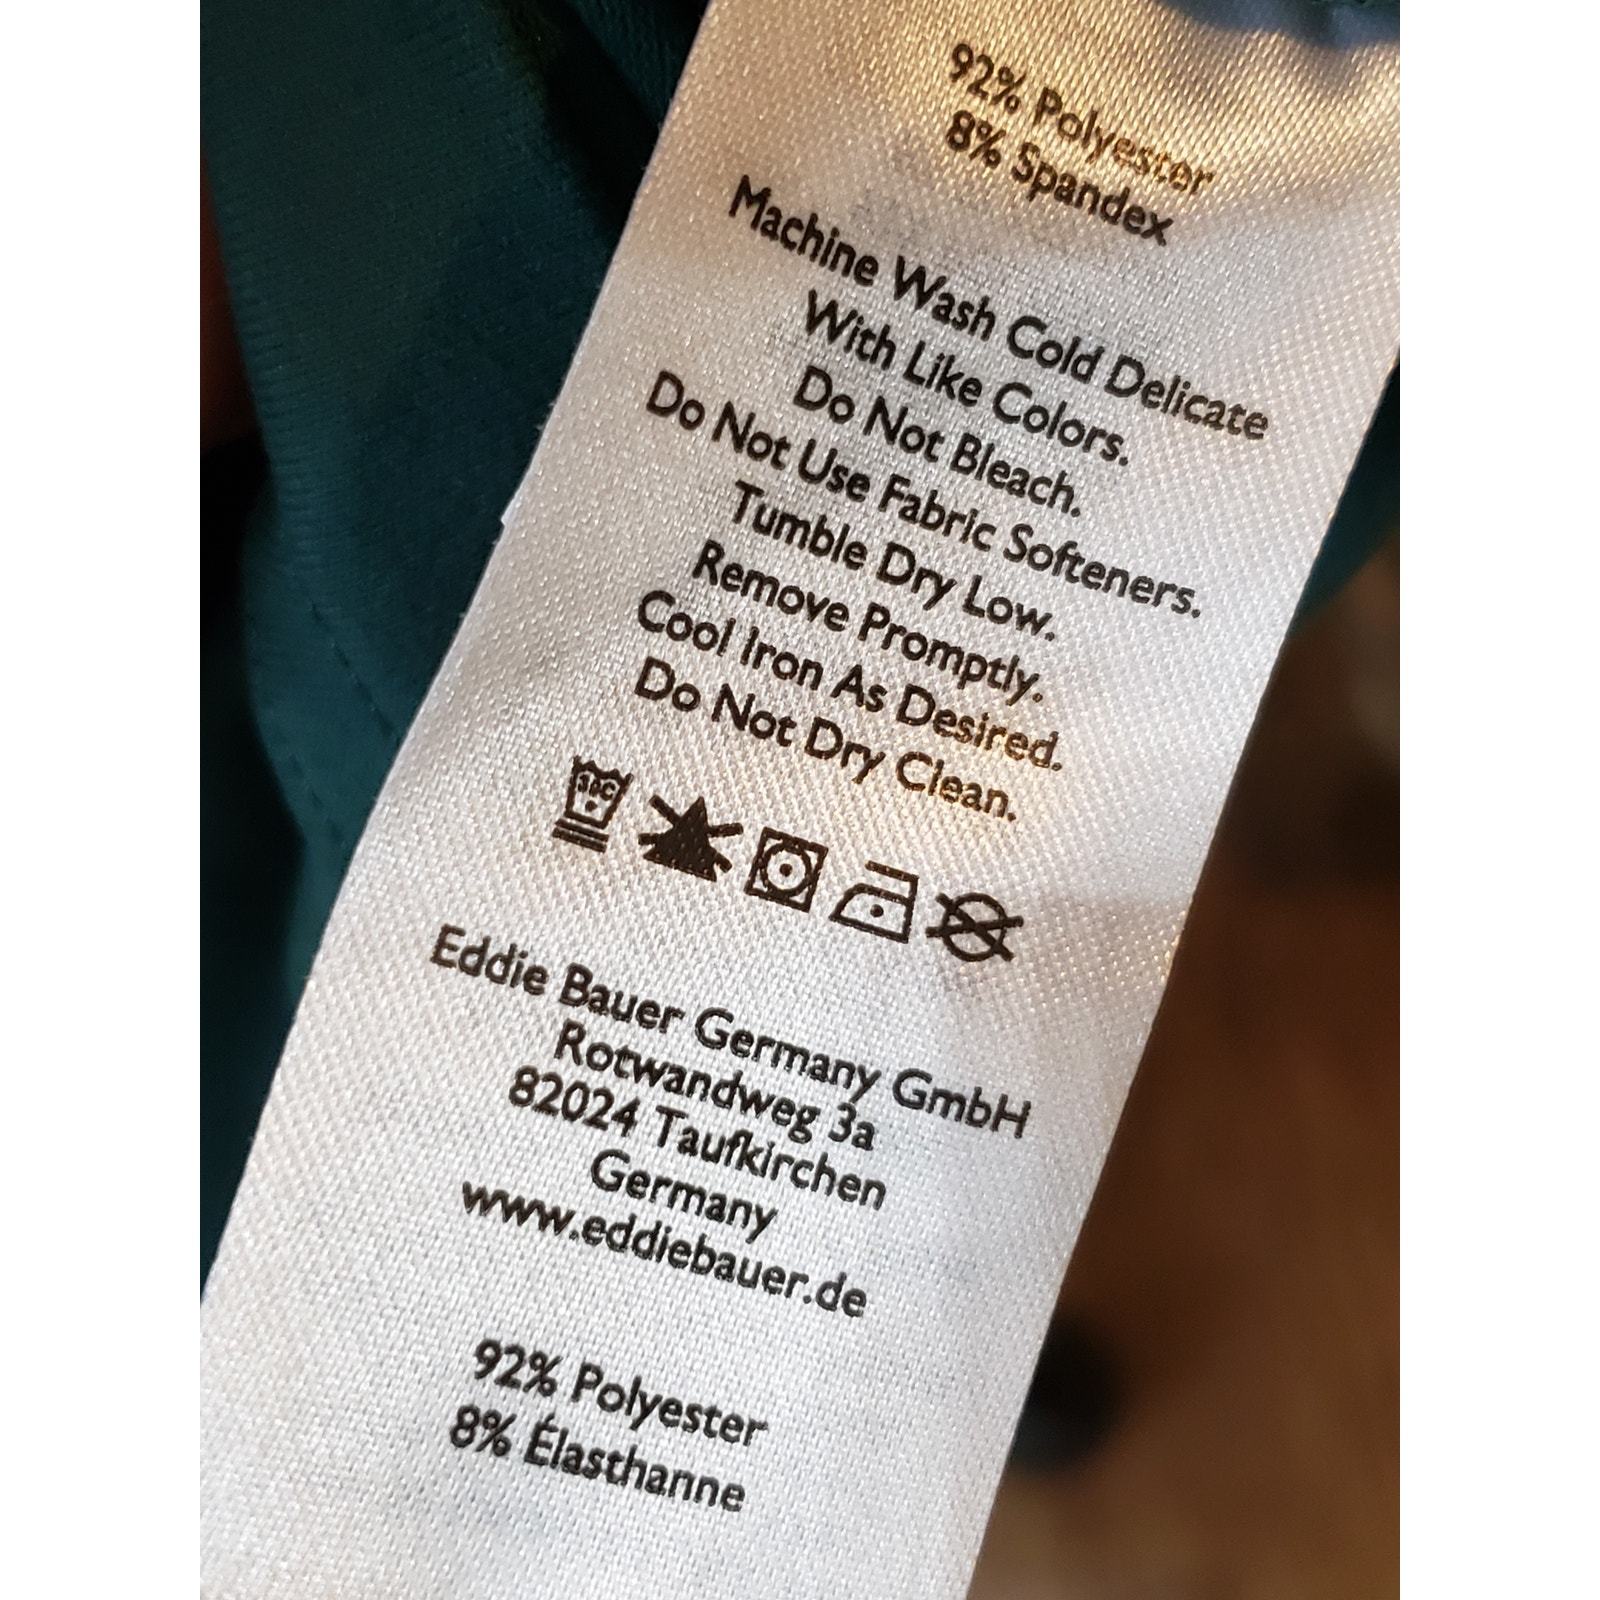 92% Polyester
8% Spandex
Machine Wash Cold Delicate
With Like Colors.
Do Not Bleach.
Do Not Use Fabric Softeners.
Tumble Dry Low.
Remove Promptly.
Cool Iron As Desired.
Do Not Dry Clean.
30C
Eddie Bauer Germany GmbH
Rotwandweg 3a
82024 Taufkirchen
Germany
www.eddiebauer.de
92% Polyester
8% Élasthanne